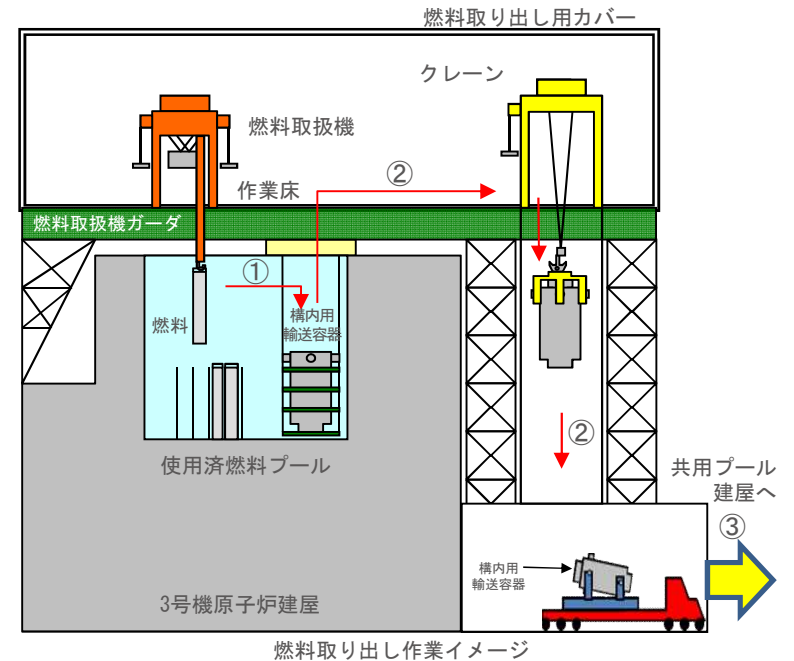 燃料取り出し用カバー
クレーン
燃料取扱機
②
作業床
燃料取扱機ガーダ
①
構内用
輸送容器
燃料
②
使用済燃料プール
共用プール
建屋へ
③
構内用
輸送容器
3号機原子炉建屋
燃料取り出し作業イメージ